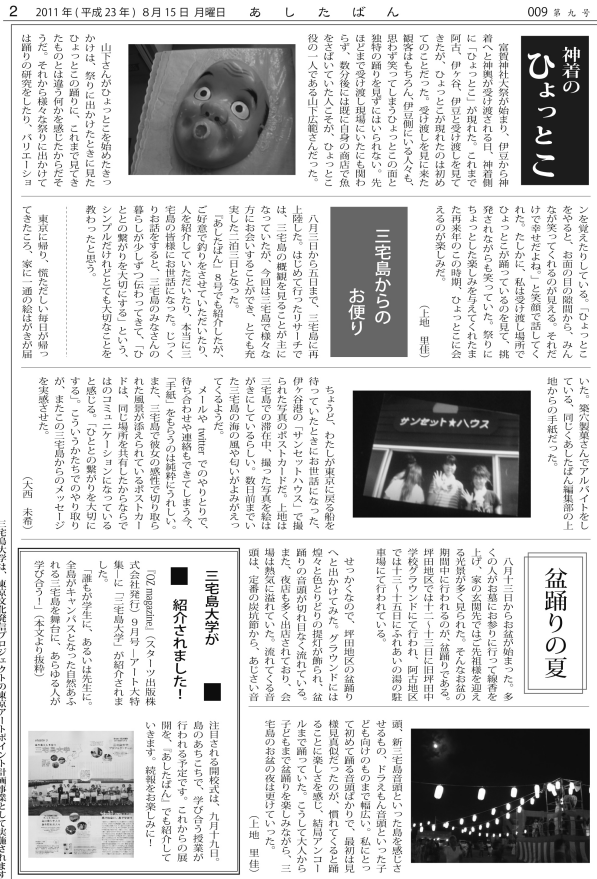 2　2011年(平成23年)8月15日 月曜日　あしたばん　009 第九号
神着の
ひょっとこ
富賀神社大祭が始まり、伊豆から神
着へと神輿が受け渡される日、神着側
に「ひょっとこ」が現れた。これまで
阿古、伊ヶ谷、伊豆と受け渡しを見て
きたが、ひょっとこが現れたのは初め
てのことだった。受け渡しを見に来た
観客はもちろん、伊豆側にいる人々も、
思わず笑ってしまうひょっとこの面と
独特の踊りを見ずにはいられない。先
ほどまで受け渡し現場にいたにも関わ
らず、数分後には既に自身の商店で魚
をさばいていた人こそが、ひょっとこ
役の一人である山下広範さんだった。
山下さんがひょっとこを始めたきっ
かけは、祭りに出かけたときに見た
ひょっとこの踊りに、これまで見てき
たものとは違う何かを感じたからだそ
うだ。それから様々な祭りに出かけて
は踊りの研究をしたり、バリエーショ
ンを覚えたりしている。「ひょっとこ
をやると、お面の目の隙間から、みん
なが笑ってくれるのが見える。それだ
けで幸せだよね。」と笑顔で話してく
れた。たしかに、私は受け渡し場所で
ひょっとこが踊っているのを見て、挑
発されながらも笑っていた。祭りに
ちょっとした楽しみを与えてくれたま
た再来年のこの時期、ひょっとこに会
えるのが楽しみだ。
(上地 里佳)
三宅島からの
お便り
八月三日から五日まで、三宅島に再
上陸した。はじめて行ったリサーチで
は、三宅島の概観を見ることが主に
なっていたが、今回は三宅島で様々な
方にお会いすることができ、とても充
実した二泊三日となった。
『あしたばん』8号でも紹介したが、
ご好意で釣りをさせていただいたり、
人を紹介していただいたり、本当に三
宅島の皆様にお世話になった。じっく
りお話をすると、三宅島のみなさんの
暮らしが少しずつ伝わってきて、「ひ
ととの繋がりを大切にする」という、
シンプルだけれどとても大切なことを
教わったと思う。
東京に帰り、慌ただしい毎日が帰っ
てきたころ、家に一通の絵はがきが届
いた。築穴製菓さんでアルバイトをし
ている、同じくあしたばん編集部の上
地からの手紙だった。
サンセット★ハウス
ちょうど、わたしが東京に戻る船を
待っていたときにお世話になった、
伊ヶ谷港の「サンセットハウス」で撮
られた写真のポストカードだ。上地は
三宅島での滞在中、撮った写真を絵は
がきにしているらしい。数日前までい
た三宅島の海の風や匂いがよみがえっ
てくるようだ。
メールや twitter でのやりとりで、
待ち合わせや連絡もできてしまう今、
「手紙」をもらうのは純粋にうれしい。
また、三宅島で彼女の感性で切り取ら
れた風景が添えられているポストカー
ドは、同じ場所を共有したからならで
はのコミュニケーションになっている
と感じる。「ひととの繋がりを大切に
する」。こういうかたちでのやり取り
が、またこの三宅島からのメッセージ
を実感させた。
(大西 未希)
盆踊りの夏
八月十三日からお盆が始まった。多
くの人がお墓にお参りに行って線香を
上げ、家の玄関先ではご先祖様を迎え
る光景が多く見られた。そんなお盆の
期間中に行われるのが、盆踊りである。
坪田地区では十二〜十三日に旧坪田中
学校グラウンドにて行われ、阿古地区
では十三〜十五日にふれあいの湯の駐
車場にて行われている。
せっかくなので、坪田地区の盆踊り
へと出かけてみた。グラウンドには
煌々と色とりどりの提灯が飾られ、盆
踊りの音頭が切れ目なく流れている。
また、夜店も多く出店されており、会
場は熱気に溢れていた。流れてくる音
頭は、定番の炭坑節から、あじさい音
頭、新三宅島音頭といった島を感じさ
せるもの、ドラえもん音頭といった子
ども向けのものまで幅広い。私にとっ
て初めて踊る音頭ばかりで、最初は見
様見真似だったのが、慣れてくると踊
ることに楽しさを感じ、結局アンコー
ルまで踊っていた。こうして大人から
子どもまで盆踊りを楽しみながら、三
宅島のお盆の夜は更けていった。
(上地 里佳)
■三宅島大学が
紹介されました！■
『OZ magazine』(スターツ出版株
式会社発行)9月号―アート大特
集―に「三宅島大学」が紹介されま
した。
「誰もが学生に、あるいは先生に。
全島がキャンパスとなった自然あふ
れる三宅島を舞台に、あらゆる人が
学び合う！」(本文より抜粋)
注目される開校式は、九月十九日。
島のあちこちで、学び合う授業が
行われる予定です。これからの展
開を、『あしたばん』でも紹介して
いきます。続報をお楽しみに！
三宅島大学は、東京文化発信プロジェクトの東京アートポイント計画事業として実施されます